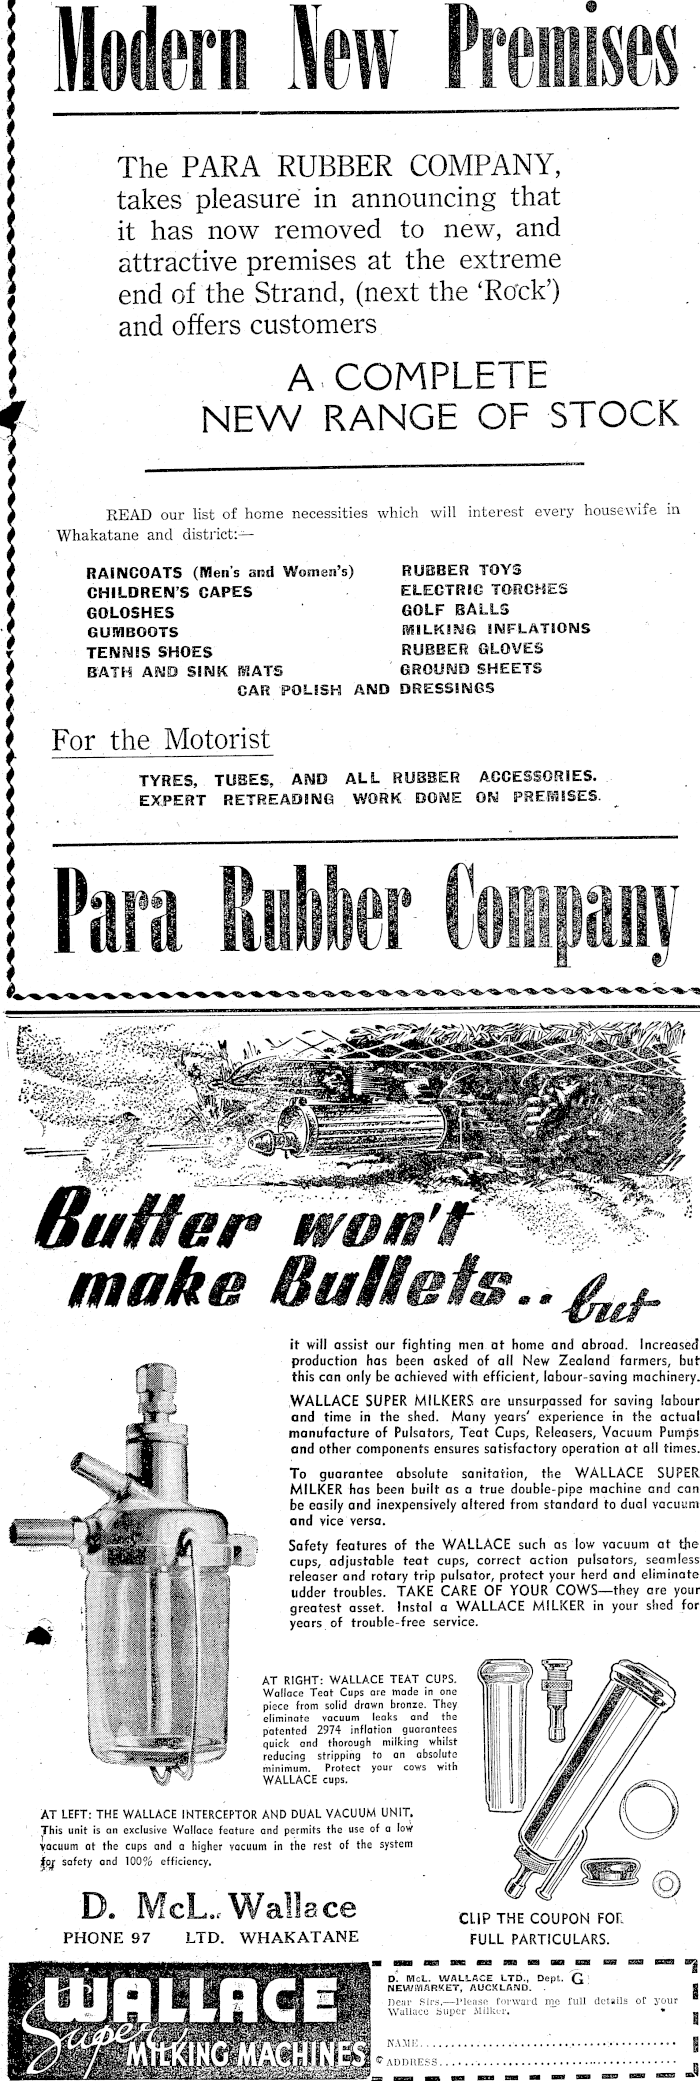 Modern New Premises
The PARA RUBBER COMPANY,
takes pleasure in announcing that
it has now removed to new, and
attractive premises at the extreme
end of the Strand, (next the 'Rock')
and offers customers
A COMPLETE
NEW RANGE OF STOCK
READ our list of home necessities which will interest every housewife in
Whakatane and district:—
RAINCOATS (Men's and Women's)
CHILDREN'S CAPES
GOLOSHES
GUMBOOTS
TENNIS SHOES
BATH AND SINK MATS
RUBBER TOYS
ELECTRIC TORCHES
GOLF BALLS
MILKING INFLATIONS
RUBBER GLOVES
GROUND SHEETS
CAR POLISH AND DRESSINGS
For the Motorist
TYRES, TUBES, AND ALL RUBBER ACCESSORIES.
EXPERT RETREADING WORK DONE ON PREMISES.
Para Rubber Company
Butter won't
make Bullets.. but
it will assist our fighting men at home and abroad. Increased
production has been asked of all New Zealand farmers, but
this can only be achieved with efficient, labour-saving machinery.
WALLACE SUPER MILKERS are unsurpassed for saving labour
and time in the shed. Many years' experience in the actual
manufacture of Pulsators, Teat Cups, Releasers, Vacuum Pumps
and other components ensures satisfactory operation at all times.
To guarantee absolute sanitation, the WALLACE SUPER
MILKER has been built as a true double-pipe machine and can
be easily and inexpensively altered from standard to dual vacuum
and vice versa.
Safety features of the WALLACE such as low vacuum at the
cups, adjustable teat cups, correct action pulsators, seamless
releaser and rotary trip pulsator, protect your herd and eliminate
udder troubles. TAKE CARE OF YOUR COWS—they are your
greatest asset. Instal a WALLACE MILKER in your shed for
years of trouble-free service.
AT RIGHT: WALLACE TEAT CUPS.
Wallace Teat Cups are made in one
piece from solid drawn bronze. They
eliminate vacuum leaks and the
patented 2974 inflation guarantees
quick and thorough milking whilst
reducing stripping to an absolute
minimum. Protect your cows with
WALLACE cups.
AT LEFT: THE WALLACE INTERCEPTOR AND DUAL VACUUM UNIT.
This unit is an exclusive Wallace feature and permits the use of a low
vacuum at the cups and a higher vacuum in the rest of the system
for safety and 100% efficiency.
D. McL. Wallace
PHONE 97 LTD. WHAKATANE
CLIP THE COUPON FOR
FULL PARTICULARS.
WALLACE
Super
MILKING MACHINES
D. McL. WALLACE LTD., Dept. G
NEWMARKET, AUCKLAND.
Dear Sirs,—Please forward me full details of your
Wallace Super Milker.
NAME
ADDRESS